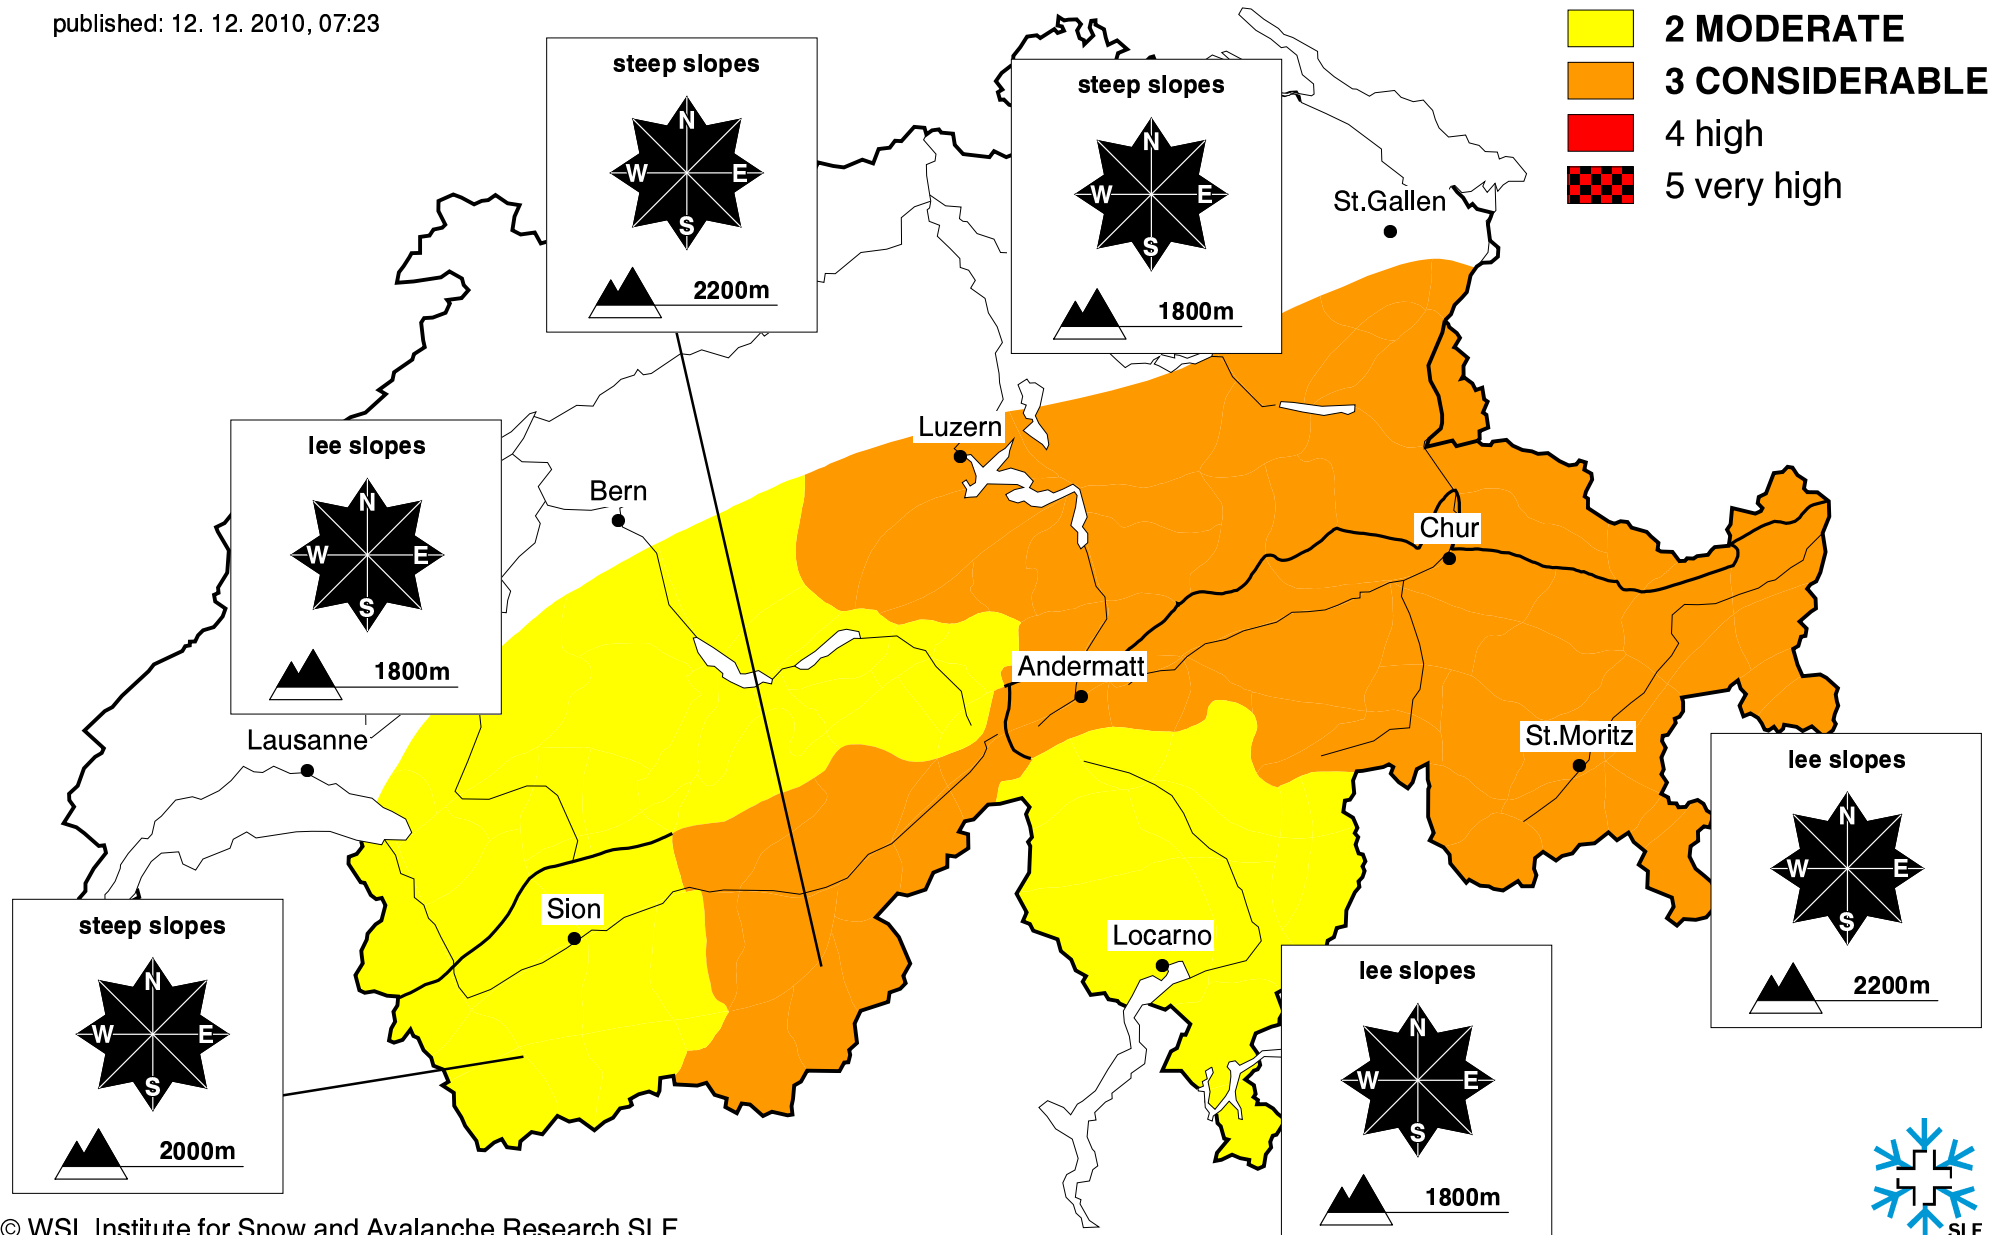 published: 12. 12. 2010, 07:23
2 MODERATE
3 CONSIDERABLE
4 high
5 very high
steep slopes
N
W E
S
2200m
steep slopes
N
W E
S
1800m
St.Gallen
lee slopes
N
W E
S
1800m
Luzern
Bern
Chur
Andermatt
Lausanne
St.Moritz
lee slopes
N
W E
S
2200m
Sion
Locarno
steep slopes
N
W E
S
2000m
lee slopes
N
W E
S
1800m
© WSL Institute for Snow and Avalanche Research SLF
SLF